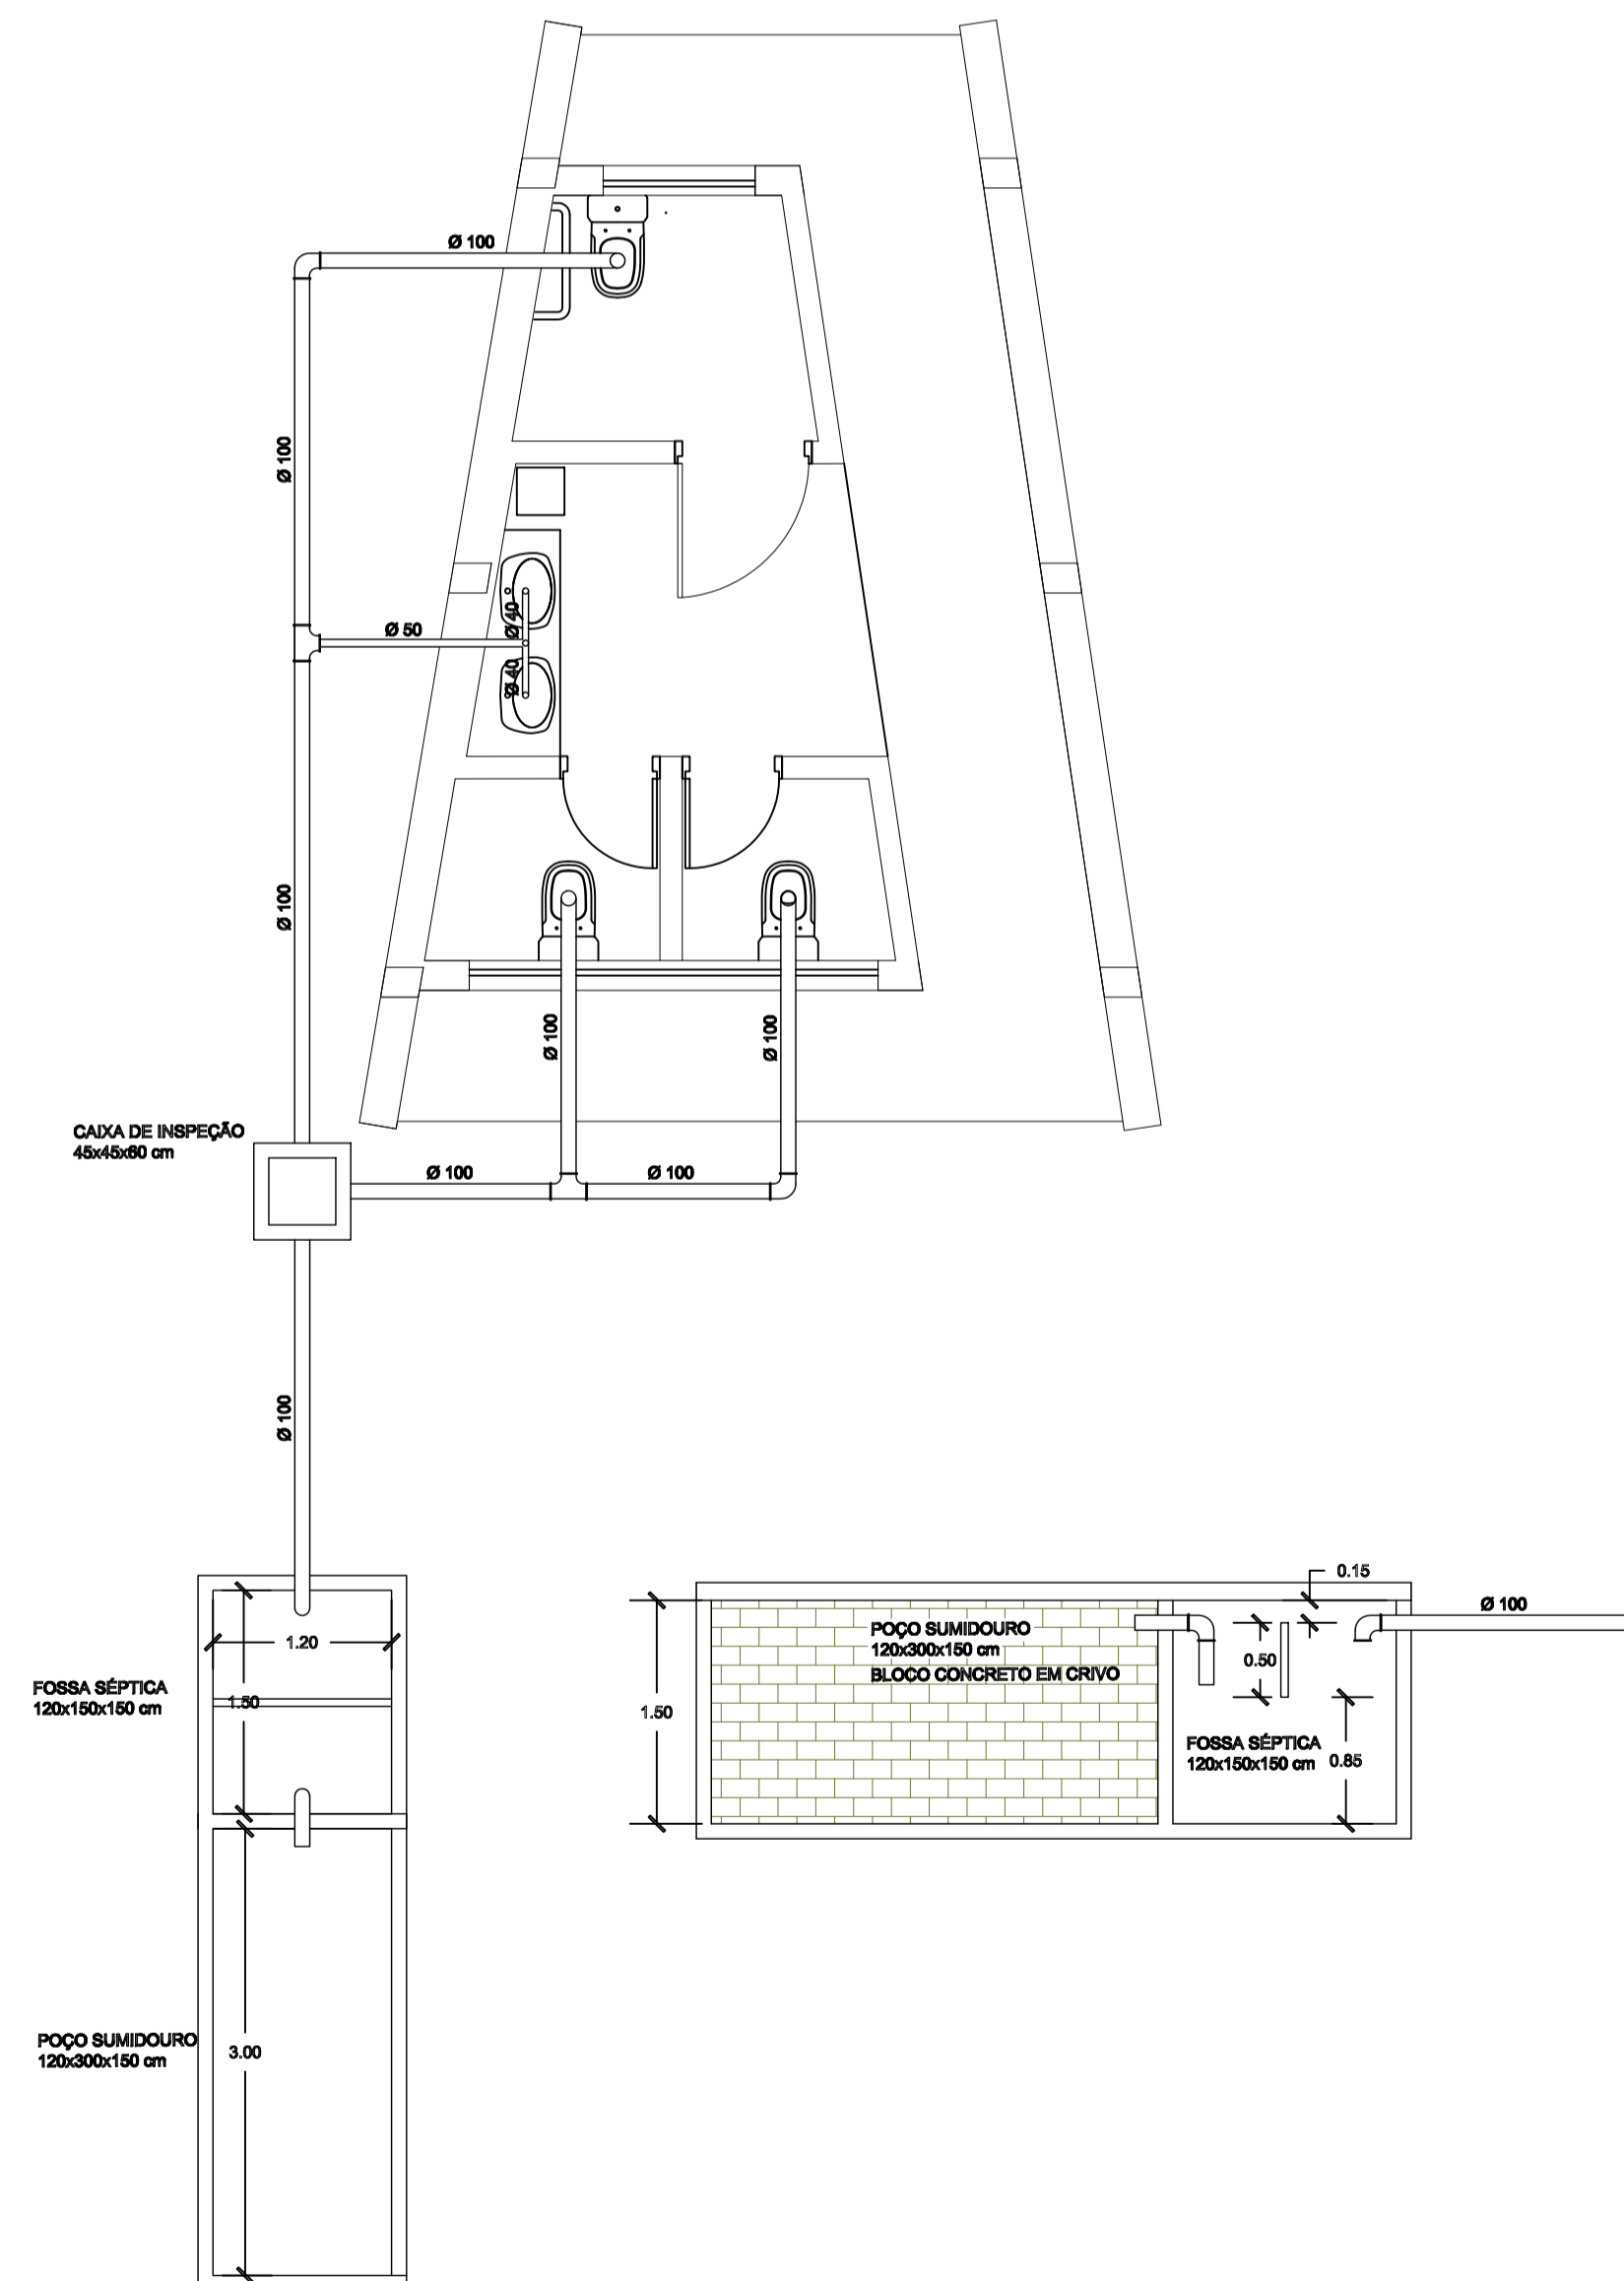 Ø 100
Ø 100
Ø 50
Ø 40
Ø 40
Ø 100
Ø 100
Ø 100
CAIXA DE INSPEÇÃO
45x45x60 cm
Ø 100
Ø 100
Ø 100
1.20
1.50
FOSSA SÉPTICA
120x150x150 cm
POÇO SUMIDOURO
120x300x150 cm
3.00
0.15
Ø 100
POÇO SUMIDOURO
120x300x150 cm
BLOCO CONCRETO EM CRIVO
0.50
1.50
FOSSA SÉPTICA
120x150x150 cm
0.85